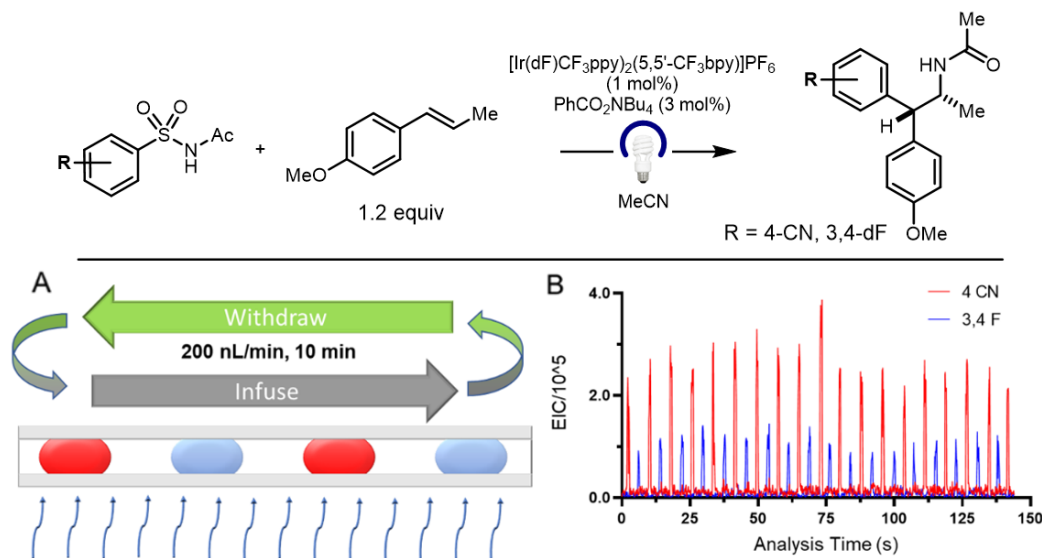 [Ir(dF)CF3ppy)2(5,5'-CF3bpy)]PF6
(1 mol%)
PhCO2NBu4 (3 mol%)
MeCN
R
O
O
S
N
H
Ac
+
MeO
Me
1.2 equiv
R
HN
Me
O
H
Me
OMe
R = 4-CN, 3,4-dF
A
Withdraw
200 nL/min, 10 min
Infuse
B
4 CN
3,4 F
EIC/10^5
4.0
2.0
0.0
0
25
50
75
100
125
150
Analysis Time (s)